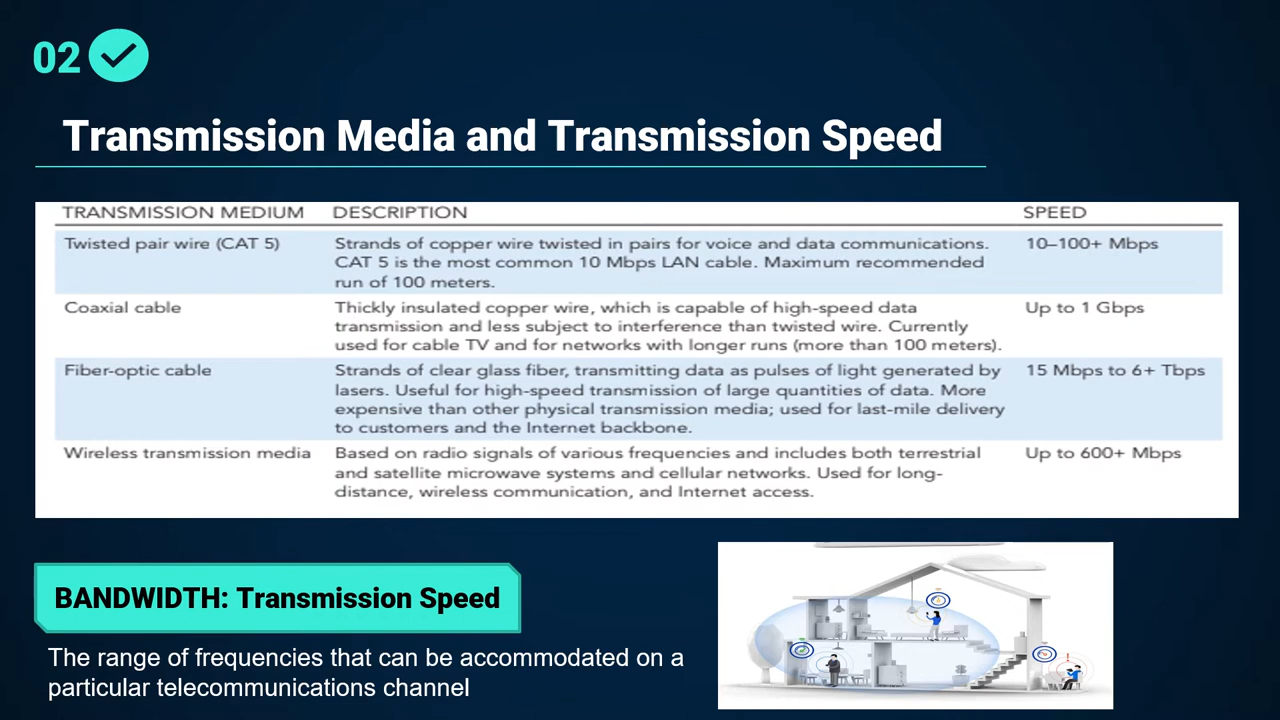 02
Transmission Media and Transmission Speed
TRANSMISSION MEDIUM DESCRIPTION SPEED
Twisted pair wire (CAT 5) Strands of copper wire twisted in pairs for voice and data communications. 10–100+ Mbps
CAT 5 is the most common 10 Mbps LAN cable. Maximum recommended
run of 100 meters.
Coaxial cable Thickly insulated copper wire, which is capable of high-speed data Up to 1 Gbps
transmission and less subject to interference than twisted wire. Currently
used for cable TV and for networks with longer runs (more than 100 meters).
Fiber-optic cable Strands of clear glass fiber, transmitting data as pulses of light generated by 15 Mbps to 6+ Tbps
lasers. Useful for high-speed transmission of large quantities of data. More
expensive than other physical transmission media; used for last-mile delivery
to customers and the Internet backbone.
Wireless transmission media Based on radio signals of various frequencies and includes both terrestrial Up to 600+ Mbps
and satellite microwave systems and cellular networks. Used for long-
distance, wireless communication, and Internet access.
BANDWIDTH: Transmission Speed
The range of frequencies that can be accommodated on a
particular telecommunications channel